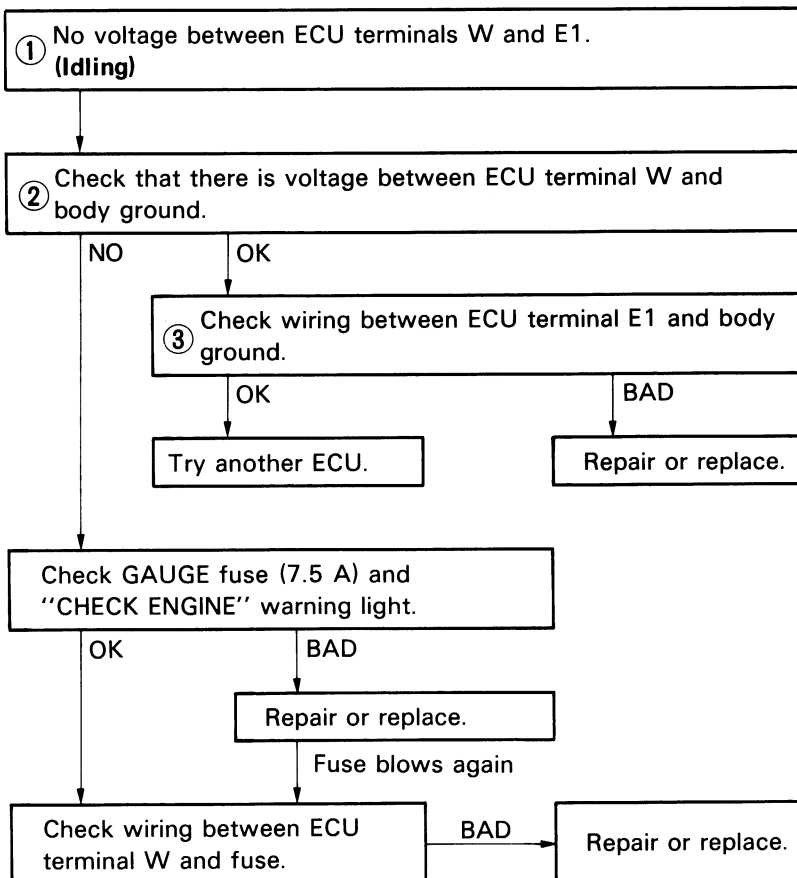 ① No voltage between ECU terminals W and E1.
(Idling)
② Check that there is voltage between ECU terminal W and
body ground.
NO
OK
③ Check wiring between ECU terminal E1 and body
ground.
OK
BAD
Try another ECU.
Repair or replace.
Check GAUGE fuse (7.5 A) and
‘‘CHECK ENGINE’’ warning light.
OK
BAD
Repair or replace.
Fuse blows again
Check wiring between ECU
terminal W and fuse.
BAD
Repair or replace.